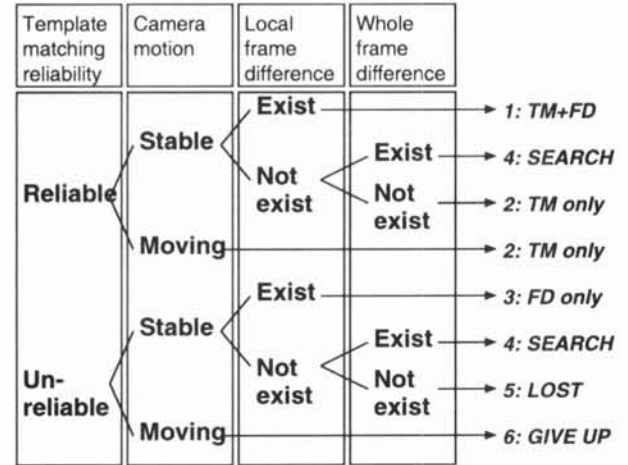 Template
matching
reliability
Camera
motion
Local
frame
difference
Whole
frame
difference
Exist
1: TM+FD
Stable
Exist
4: SEARCH
Not
exist
Reliable
Not
exist
2: TM only
Moving
2: TM only
Exist
3: FD only
Stable
Exist
4: SEARCH
Not
exist
Un-
reliable
Not
exist
5: LOST
Moving
6: GIVE UP